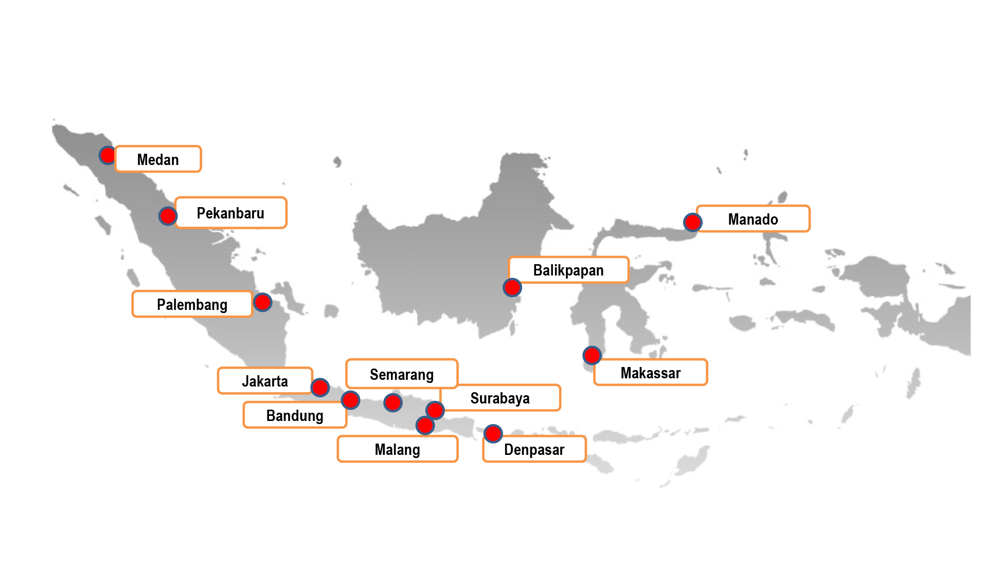 Medan
Pekanbaru
Manado
Balikpapan
Palembang
Makassar
Semarang
Jakarta
Surabaya
Bandung
Malang
Denpasar